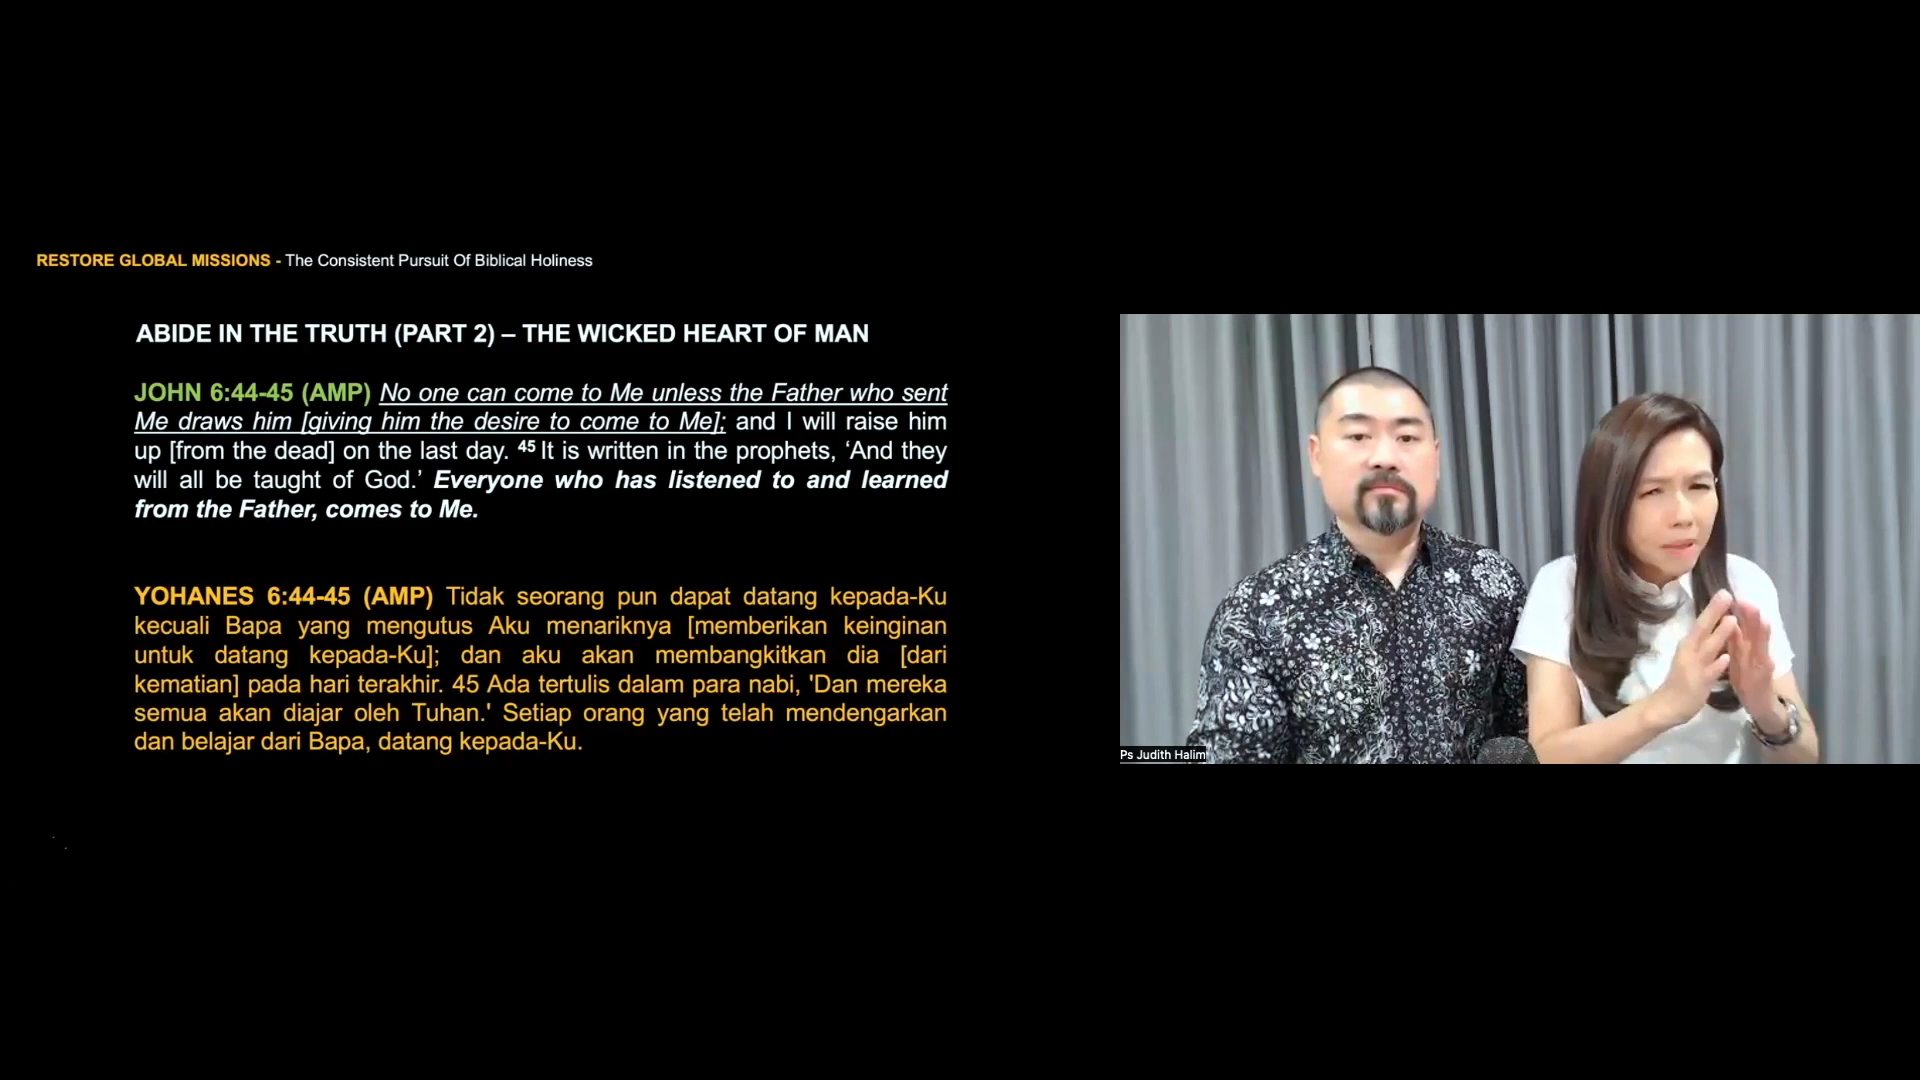 RESTORE GLOBAL MISSIONS - The Consistent Pursuit Of Biblical Holiness
ABIDE IN THE TRUTH (PART 2) – THE WICKED HEART OF MAN
JOHN 6:44-45 (AMP) No one can come to Me unless the Father who sent
Me draws him [giving him the desire to come to Me]; and I will raise him
up [from the dead] on the last day. ⁴⁵ It is written in the prophets, ‘And they
will all be taught of God.’ Everyone who has listened to and learned
from the Father, comes to Me.
YOHANES 6:44-45 (AMP) Tidak seorang pun dapat datang kepada-Ku
kecuali Bapa yang mengutus Aku menariknya [memberikan keinginan
untuk datang kepada-Ku]; dan aku akan membangkitkan dia [dari
kematian] pada hari terakhir. 45 Ada tertulis dalam para nabi, 'Dan mereka
semua akan diajar oleh Tuhan.' Setiap orang yang telah mendengarkan
dan belajar dari Bapa, datang kepada-Ku.
Ps Judith Halim